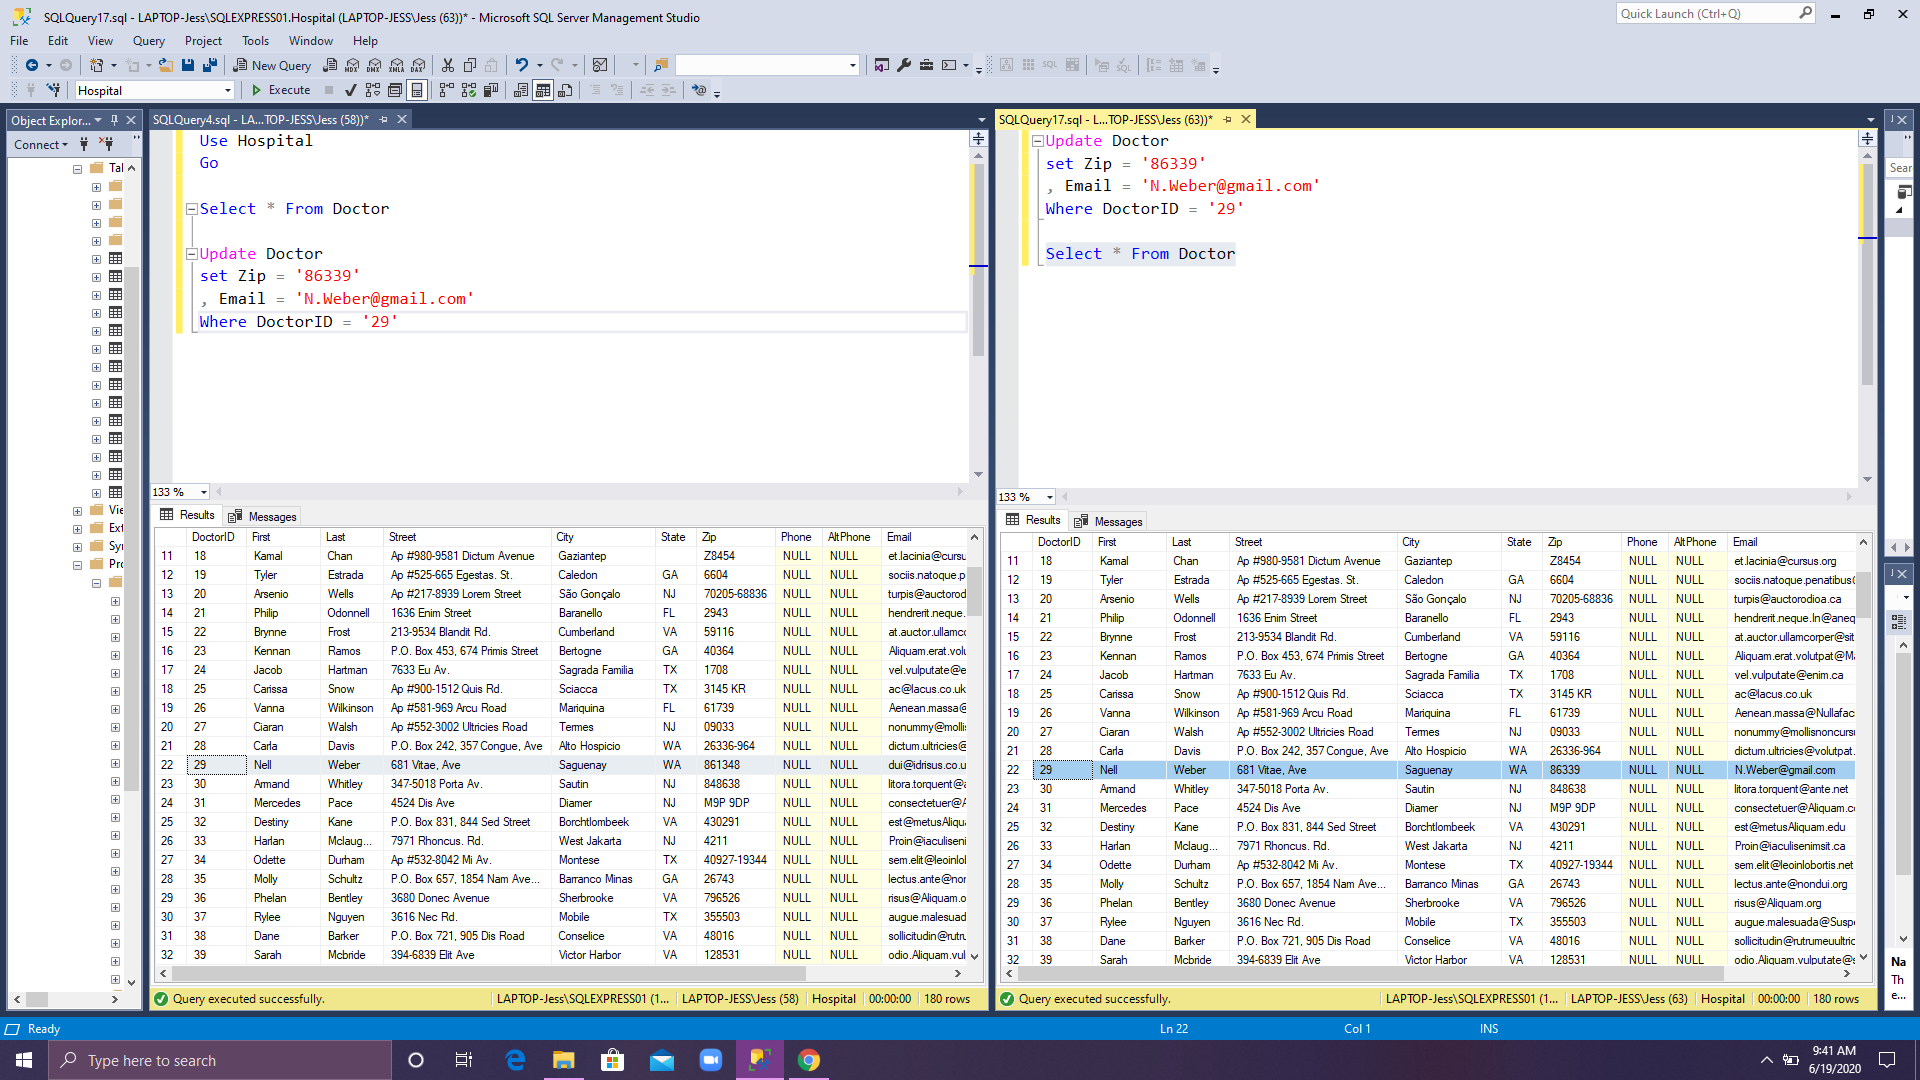 SQLQuery17.sql - LAPTOP-Jess\SQLEXPRESS01.Hospital (LAPTOP-JESS\Jess (63))* - Microsoft SQL Server Management Studio
Quick Launch (Ctrl+Q)
File Edit View Query Project Tools Window Help
New Query MDX DMX XMLA DAX
Hospital Execute
Object Explor...
Connect
Tal
Vie
Ext
Syn
Pro
SQLQuery4.sql - LA...TOP-JESS\Jess (58))*
Use Hospital
Go
Select * From Doctor
Update Doctor
set Zip = '86339'
, Email = 'N.Weber@gmail.com'
Where DoctorID = '29'
133 %
Results Messages
DoctorID First Last Street City State Zip Phone AltPhone Email
11 18 Kamal Chan Ap #980-9581 Dictum Avenue Gaziantep Z8454 NULL NULL et.lacinia@cursu
12 19 Tyler Estrada Ap #525-665 Egestas. St. Caledon GA 6604 NULL NULL sociis.natoque.p
13 20 Arsenio Wells Ap #217-8939 Lorem Street São Gonçalo NJ 70205-68836 NULL NULL turpis@auctorod
14 21 Philip Odonnell 1636 Enim Street Baranello FL 2943 NULL NULL hendrerit.neque.
15 22 Brynne Frost 213-9534 Blandit Rd. Cumberland VA 59116 NULL NULL at.auctor.ullamco
16 23 Kennan Ramos P.O. Box 453, 674 Primis Street Bertogne GA 40364 NULL NULL Aliquam.erat.volu
17 24 Jacob Hartman 7633 Eu Av. Sagrada Familia TX 1708 NULL NULL vel.vulputate@e
18 25 Carissa Snow Ap #900-1512 Quis Rd. Sciacca TX 3145 KR NULL NULL ac@lacus.co.uk
19 26 Vanna Wilkinson Ap #581-969 Arcu Road Mariquina FL 61739 NULL NULL Aenean.massa@
20 27 Ciaran Walsh Ap #552-3002 Ultricies Road Termes NJ 09033 NULL NULL nonummy@mollis
21 28 Carla Davis P.O. Box 242, 357 Congue, Ave Alto Hospicio WA 26336-964 NULL NULL dictum.ultricies@
22 29 Nell Weber 681 Vitae, Ave Saguenay WA 861348 NULL NULL dui@idrisus.co.u
23 30 Amand Whitley 347-5018 Porta Av. Sautin NJ 848638 NULL NULL litora.torquent@a
24 31 Mercedes Pace 4524 Dis Ave Diamer NJ M9P 9DP NULL NULL consectetuer@A
25 32 Destiny Kane P.O. Box 831, 844 Sed Street Borchtlombeek VA 430291 NULL NULL est@metusAliqua
26 33 Harlan Mclaug... 7971 Rhoncus. Rd. West Jakarta NJ 4211 NULL NULL Proin@iaculiseni
27 34 Odette Durham Ap #532-8042 Mi Av. Montese TX 40927-19344 NULL NULL sem.elit@leoinlob
28 35 Molly Schultz P.O. Box 657, 1854 Nam Ave... Barranco Minas GA 26743 NULL NULL lectus.ante@non
29 36 Phelan Bentley 3680 Donec Avenue Sherbrooke VA 796526 NULL NULL risus@Aliquam.o
30 37 Rylee Nguyen 3616 Nec Rd. Mobile TX 355503 NULL NULL augue.malesuada
31 38 Dane Barker P.O. Box 721, 905 Dis Road Conselice VA 48016 NULL NULL sollicitudin@rutru
32 39 Sarah Mcbride 394-6839 Elit Ave Victor Harbor VA 128531 NULL NULL odio.Aliquam.vul
Query executed successfully. LAPTOP-Jess\SQLEXPRESS01 (1... LAPTOP-JESS\Jess (58) Hospital 00:00:00 180 rows
SQLQuery17.sql - L...TOP-JESS\Jess (63))*
Update Doctor
set Zip = '86339'
, Email = 'N.Weber@gmail.com'
Where DoctorID = '29'
Select * From Doctor
133 %
Results Messages
DoctorID First Last Street City State Zip Phone AltPhone Email
11 18 Kamal Chan Ap #980-9581 Dictum Avenue Gaziantep Z8454 NULL NULL et.lacinia@cursus.org
12 19 Tyler Estrada Ap #525-665 Egestas. St. Caledon GA 6604 NULL NULL sociis.natoque.penatibus(
13 20 Arsenio Wells Ap #217-8939 Lorem Street São Gonçalo NJ 70205-68836 NULL NULL turpis@auctorodioa.ca
14 21 Philip Odonnell 1636 Enim Street Baranello FL 2943 NULL NULL hendrerit.neque.In@aneq
15 22 Brynne Frost 213-9534 Blandit Rd. Cumberland VA 59116 NULL NULL at.auctor.ullamcorper@sit
16 23 Kennan Ramos P.O. Box 453, 674 Primis Street Bertogne GA 40364 NULL NULL Aliquam.erat.volutpat@Ma
17 24 Jacob Hartman 7633 Eu Av. Sagrada Familia TX 1708 NULL NULL vel.vulputate@enim.ca
18 25 Carissa Snow Ap #900-1512 Quis Rd. Sciacca TX 3145 KR NULL NULL ac@lacus.co.uk
19 26 Vanna Wilkinson Ap #581-969 Arcu Road Mariquina FL 61739 NULL NULL Aenean.massa@Nullafac
20 27 Ciaran Walsh Ap #552-3002 Ultricies Road Termes NJ 09033 NULL NULL nonummy@mollisnoncursu
21 28 Carla Davis P.O. Box 242, 357 Congue, Ave Alto Hospicio WA 26336-964 NULL NULL dictum.ultricies@volutpat.
22 29 Nell Weber 681 Vitae, Ave Saguenay WA 86339 NULL NULL N.Weber@gmail.com
23 30 Amand Whitley 347-5018 Porta Av. Sautin NJ 848638 NULL NULL litora.torquent@ante.net
24 31 Mercedes Pace 4524 Dis Ave Diamer NJ M9P 9DP NULL NULL consectetuer@Aliquam.co
25 32 Destiny Kane P.O. Box 831, 844 Sed Street Borchtlombeek VA 430291 NULL NULL est@metusAliquam.edu
26 33 Harlan Mclaug... 7971 Rhoncus. Rd. West Jakarta NJ 4211 NULL NULL Proin@iaculisenimsit.ca
27 34 Odette Durham Ap #532-8042 Mi Av. Montese TX 40927-19344 NULL NULL sem.elit@leoinlobortis.net
28 35 Molly Schultz P.O. Box 657, 1854 Nam Ave... Barranco Minas GA 26743 NULL NULL lectus.ante@nondui.org
29 36 Phelan Bentley 3680 Donec Avenue Sherbrooke VA 796526 NULL NULL risus@Aliquam.org
30 37 Rylee Nguyen 3616 Nec Rd. Mobile TX 355503 NULL NULL augue.malesuada@Susp
31 38 Dane Barker P.O. Box 721, 905 Dis Road Conselice VA 48016 NULL NULL sollicitudin@rutrumeuultric
32 39 Sarah Mcbride 394-6839 Elit Ave Victor Harbor VA 128531 NULL NULL odio.Aliquam.vulputate@s
Query executed successfully. LAPTOP-Jess\SQLEXPRESS01 (1... LAPTOP-JESS\Jess (63) Hospital 00:00:00 180 rows
Sear
Na
Th
e...
Ready Ln 22 Col 1 INS
Type here to search
9:41 AM
6/19/2020